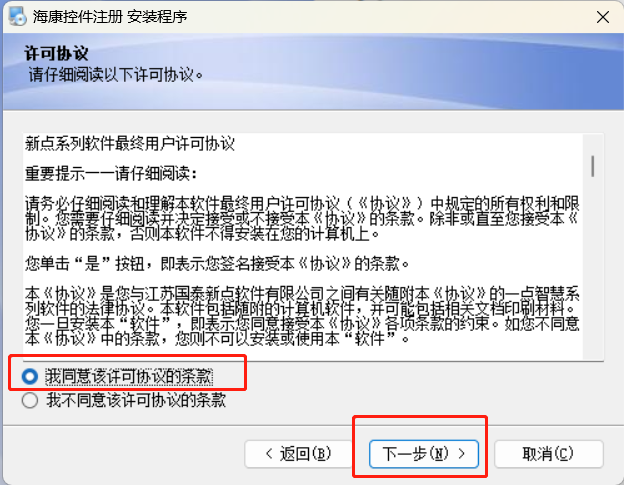 海康控件注册 安装程序
许可协议
请仔细阅读以下许可协议。
新点系列软件最终用户许可协议
重要提示——请仔细阅读：
请务必仔细阅读和理解本软件最终用户许可协议（《协议》）中规定的所有权利和限
制。您需要仔细阅读并决定接受或不接受本《协议》的条款。除非或直至您接受本《
协议》的条款，否则本软件不得安装在您的计算机上。
您单击“是”按钮，即表示您签名接受本《协议》的条款。
本《协议》是您与江苏国泰新点软件有限公司之间有关随附本《协议》的一点智慧系
列软件的法律协议。本软件包括随附的计算机软件，并可能包括相关文档印刷材料。
您一旦安装本“软件”，即表示您同意接受本《协议》各项条款的约束。如您不同意
本《协议》中的条款，您则不可以安装或使用本“软件”。
我同意该许可协议的条款
我不同意该许可协议的条款
< 返回(B)
下一步(N) >
取消(C)